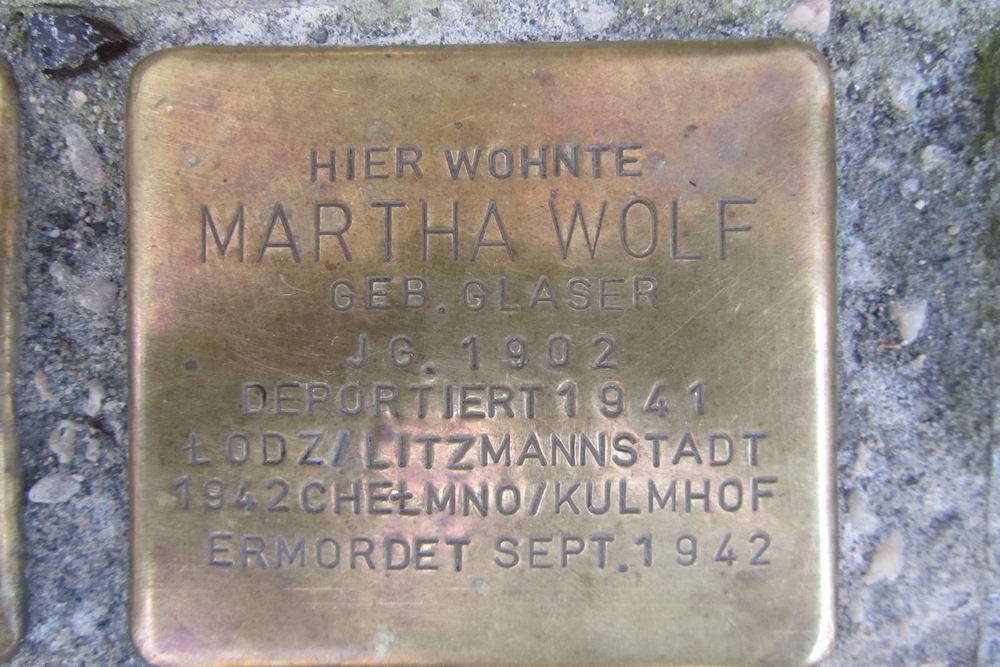 HIER WOHNTE
MARTHA WOLF
GEB. GLASER
JG. 1902
DEPORTIERT 1941
ŁODZ/LITZMANNSTADT
1942 CHEŁMNO/KULMHOF
ERMORDET SEPT. 1942